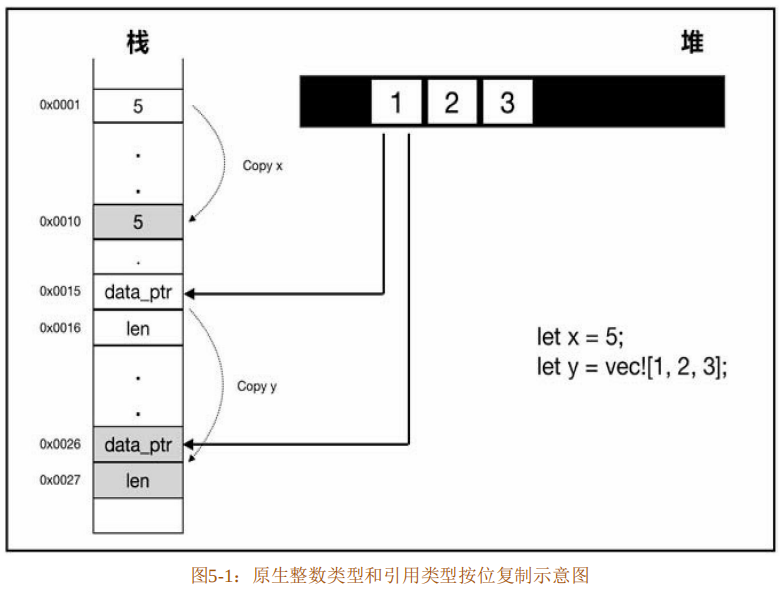 栈
堆
0x0001
5
1
2
3
.
.
Copy x
0x0010
5
.
0x0015
data_ptr
0x0016
len
let x = 5;
let y = vec![1, 2, 3];
.
.
Copy y
0x0026
data_ptr
0x0027
len
图5-1：原生整数类型和引用类型按位复制示意图